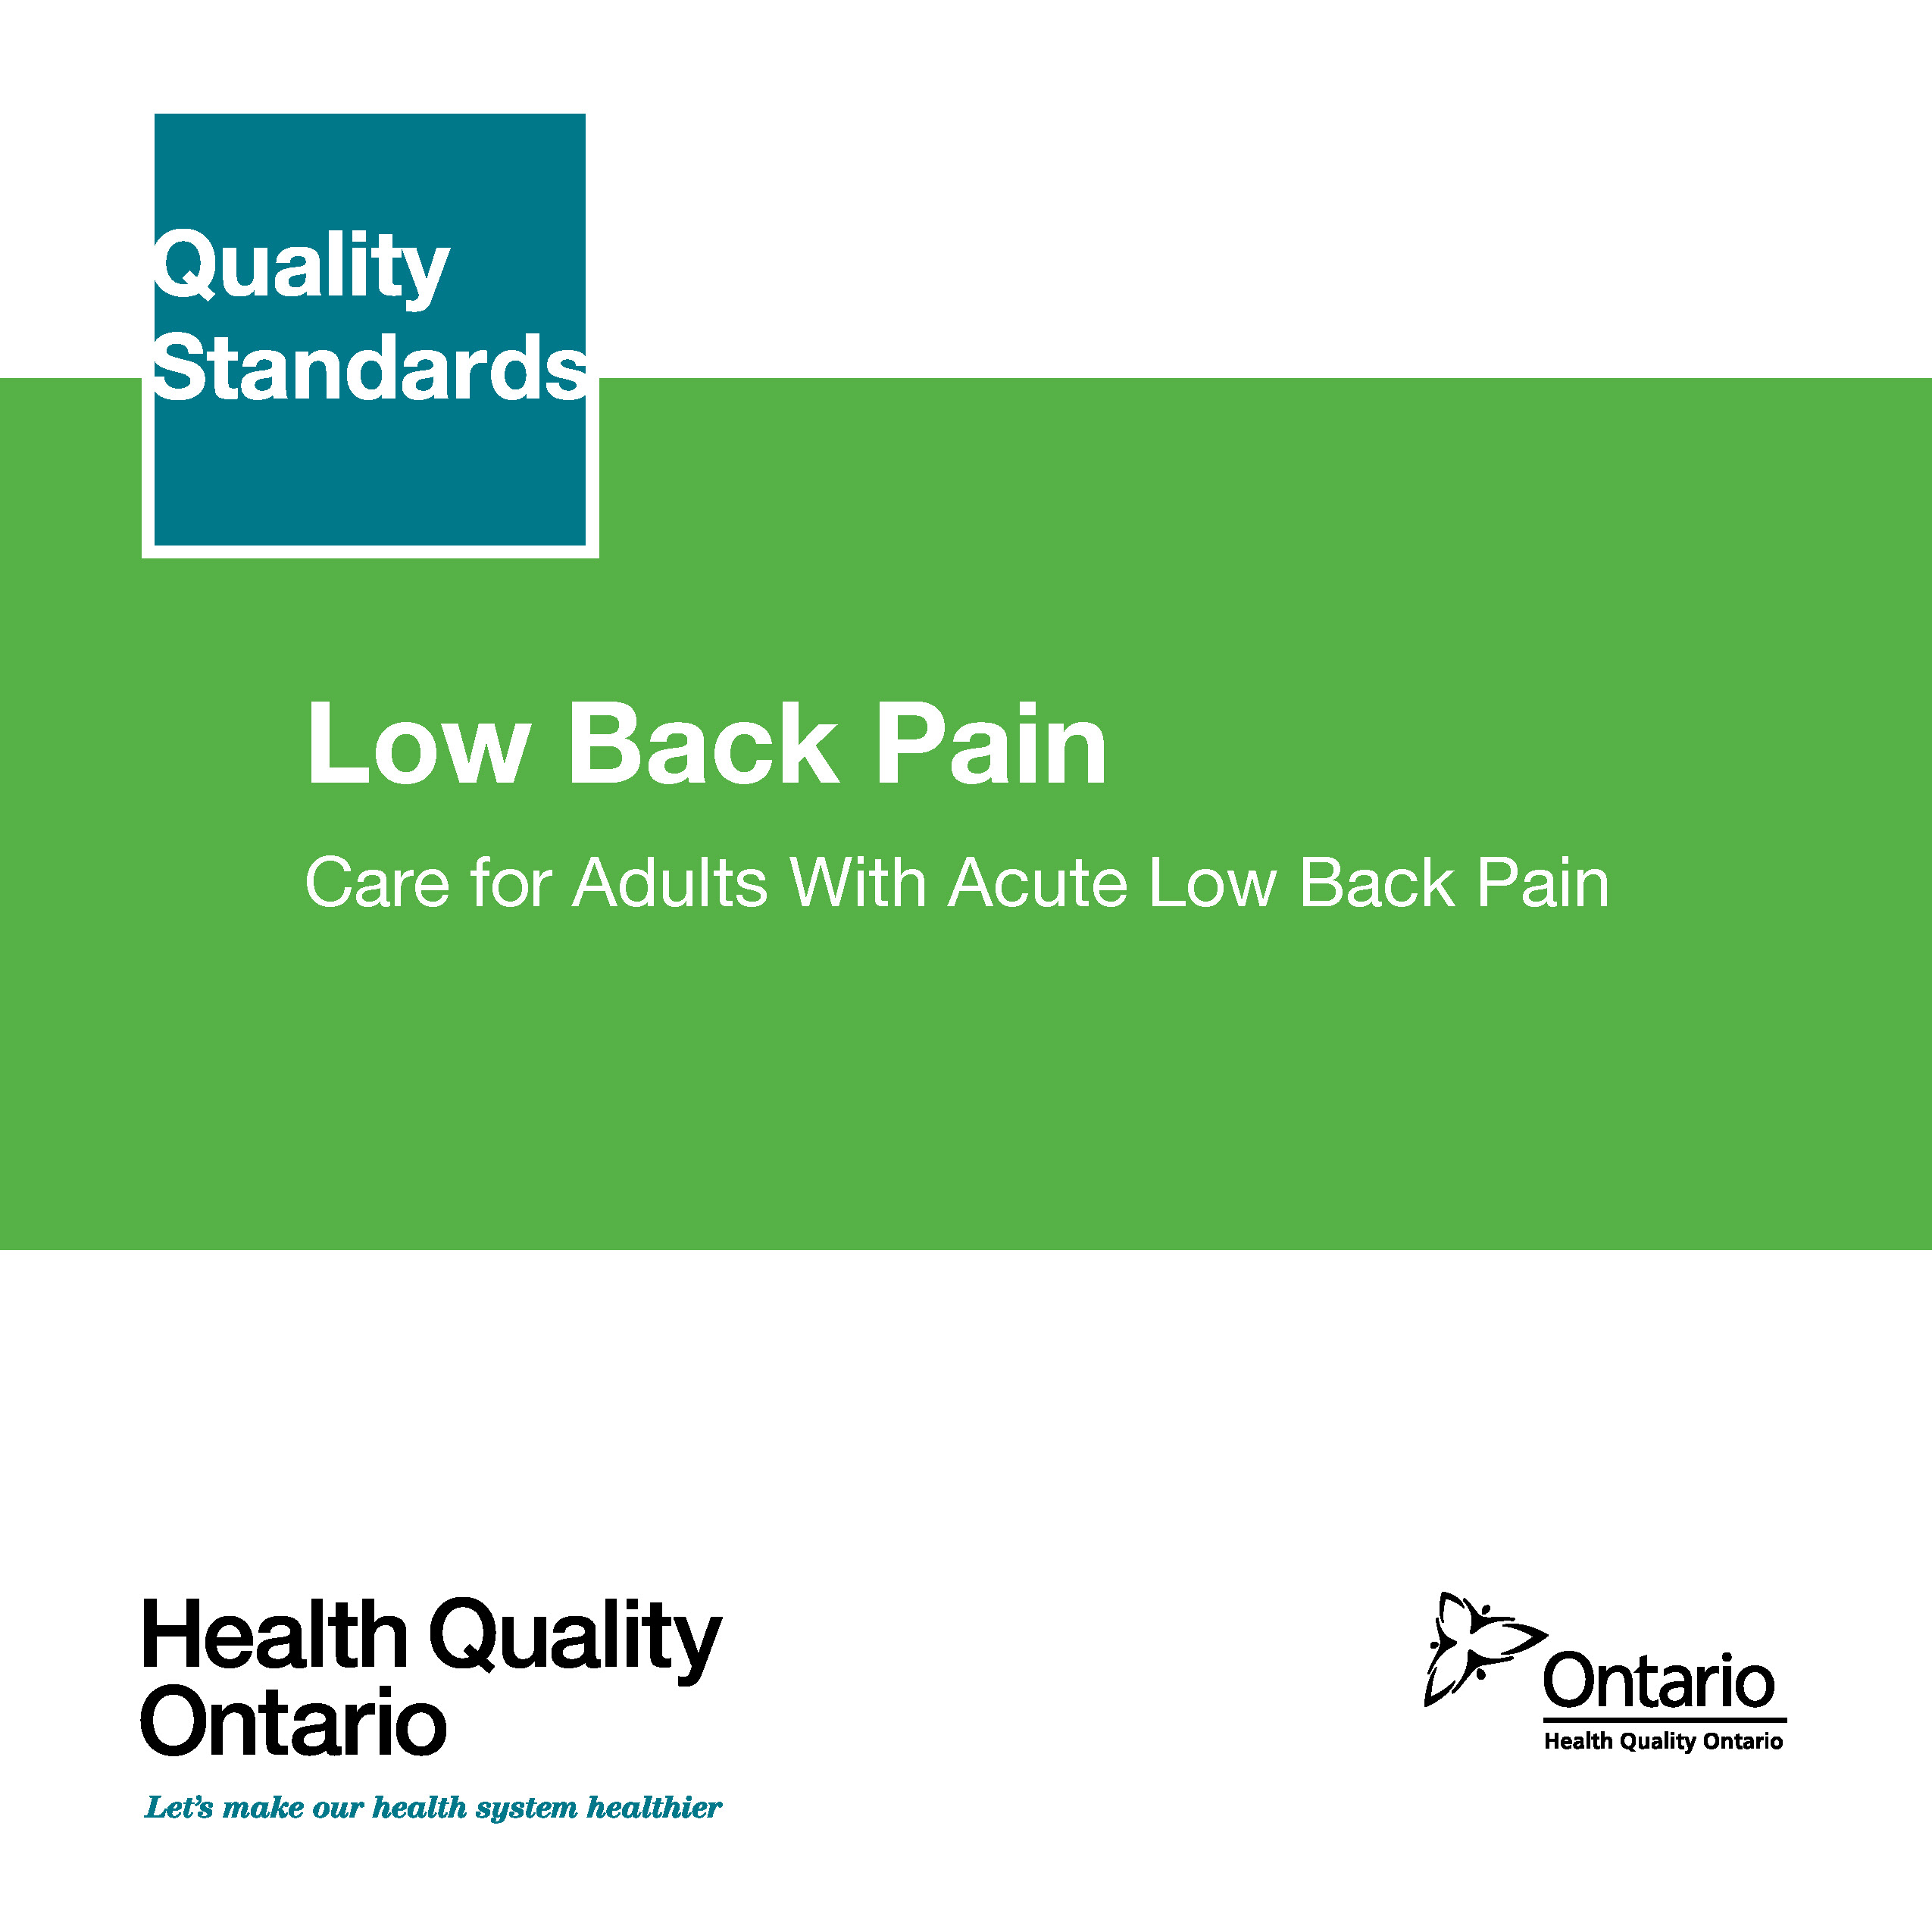 Quality
Standards
Low Back Pain
Care for Adults With Acute Low Back Pain
Health Quality
Ontario
Let’s make our health system healthier
Ontario
Health Quality Ontario